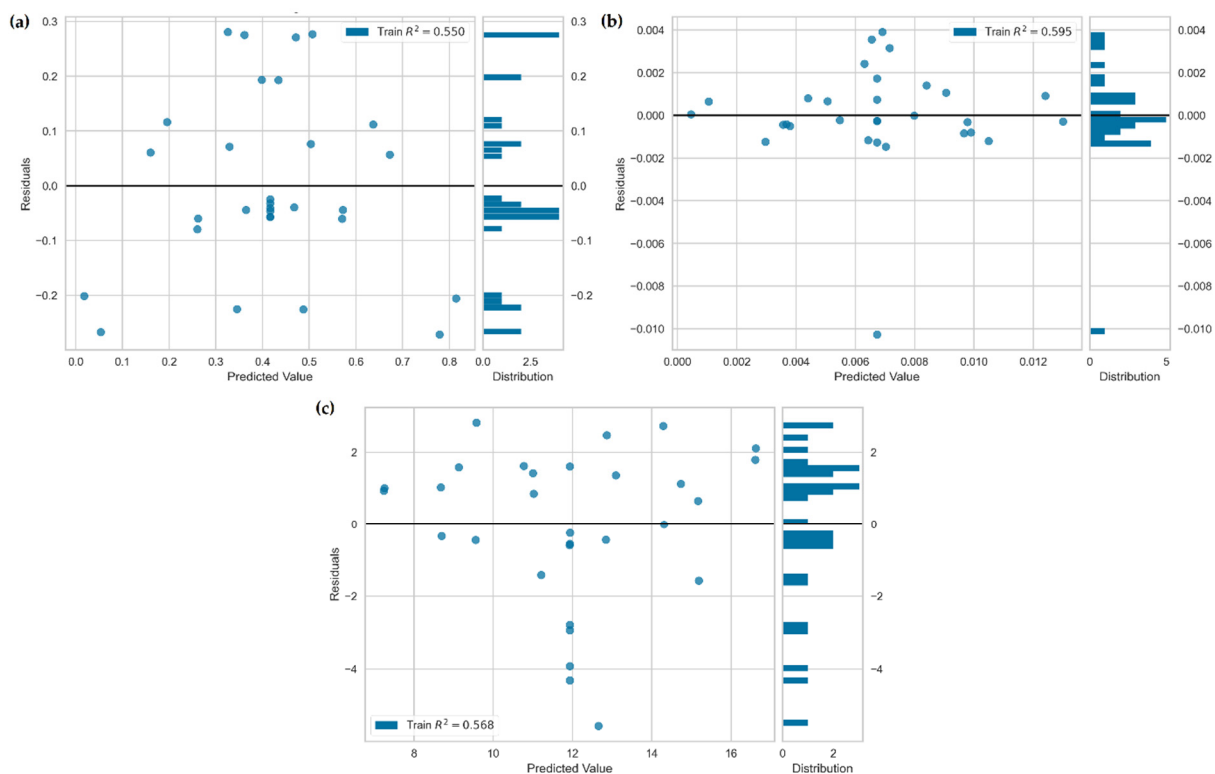 (a)
0.3
0.2
0.1
0.0
−0.1
−0.2
Residuals
Train R² = 0.550
0.0 0.1 0.2 0.3 0.4 0.5 0.6 0.7 0.8
Predicted Value
0.3
0.2
0.1
0.0
−0.1
−0.2
0.0 2.5
Distribution
(b)
0.004
0.002
0.000
−0.002
−0.004
−0.006
−0.008
−0.010
Residuals
Train R² = 0.595
0.000 0.002 0.004 0.006 0.008 0.010 0.012
Predicted Value
0.004
0.002
0.000
−0.002
−0.004
−0.006
−0.008
−0.010
0 5
Distribution
(c)
2
0
−2
−4
Residuals
Train R² = 0.568
8 10 12 14 16
Predicted Value
2
0
−2
−4
0 2
Distribution